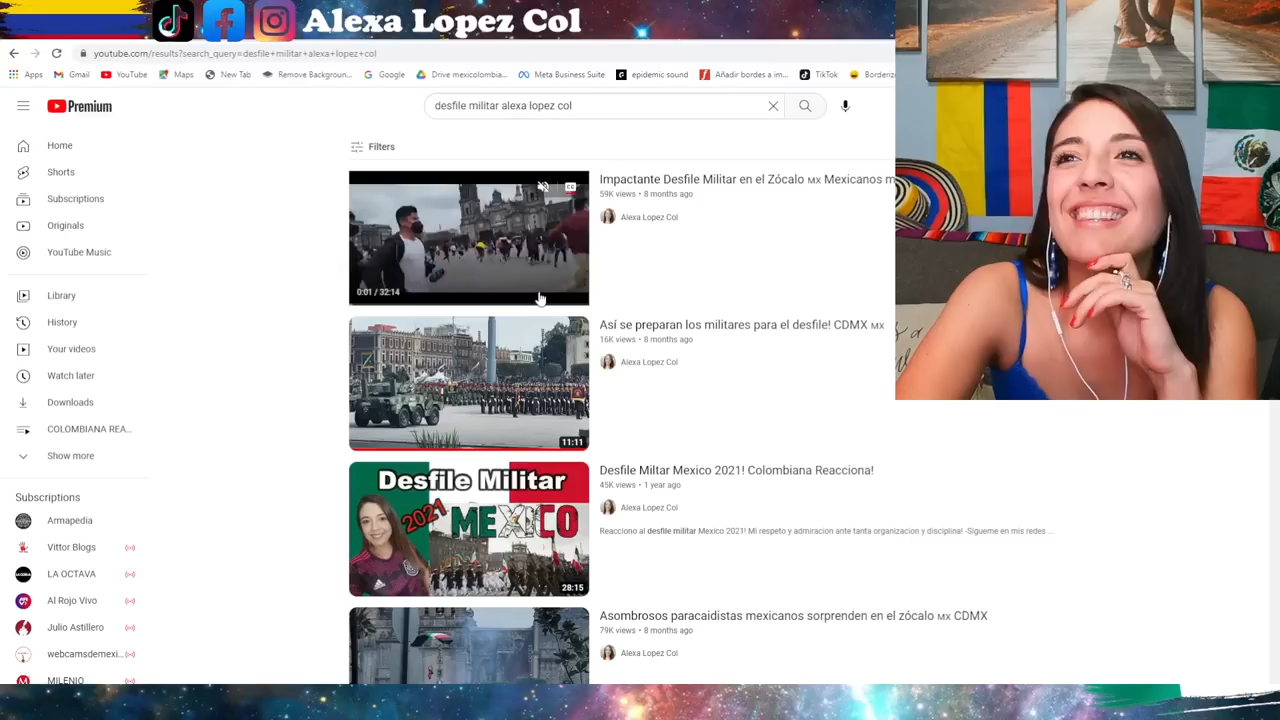 Alexa Lopez Col
youtube.com/results?search_query=desfile+militar+alexa+lopez+col
Apps Gmail YouTube Maps New Tab Remove Backgroun... Google Drive mexicolombia... Meta Business Suite epidemic sound Añadir bordes a im... TikTok
Premium
desfile militar alexa lopez col
Home
Shorts
Subscriptions
Originals
YouTube Music
Library
History
Your videos
Watch later
Downloads
COLOMBIANA REA...
Show more
Subscriptions
Armapedia
Vittor Blogs
LA OCTAVA
Al Rojo Vivo
Julio Astillero
webcamsdemexi...
MILENIO
Filters
CC
0:01 / 32:14
Impactante Desfile Militar en el Zócalo MX Mexicanos m
59K views • 8 months ago
Alexa Lopez Col
11:11
Así se preparan los militares para el desfile! CDMX MX
16K views • 8 months ago
Alexa Lopez Col
Desfile Militar
2021
MEXICO
28:15
Desfile Miltar Mexico 2021! Colombiana Reacciona!
45K views • 1 year ago
Alexa Lopez Col
Reacciono al desfile militar Mexico 2021! Mi respeto y admiracion ante tanta organizacion y disciplina! -Sigueme en mis redes ...
Asombrosos paracaidistas mexicanos sorprenden en el zócalo MX CDMX
79K views • 8 months ago
Alexa Lopez Col